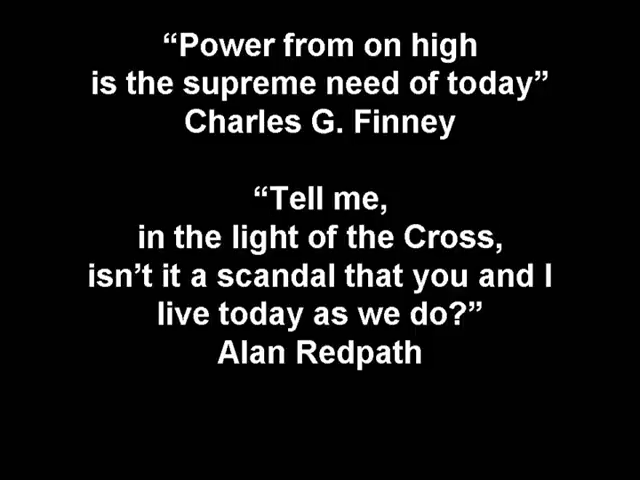 “Power from on high
is the supreme need of today”
Charles G. Finney
“Tell me,
in the light of the Cross,
isn’t it a scandal that you and I
live today as we do?”
Alan Redpath